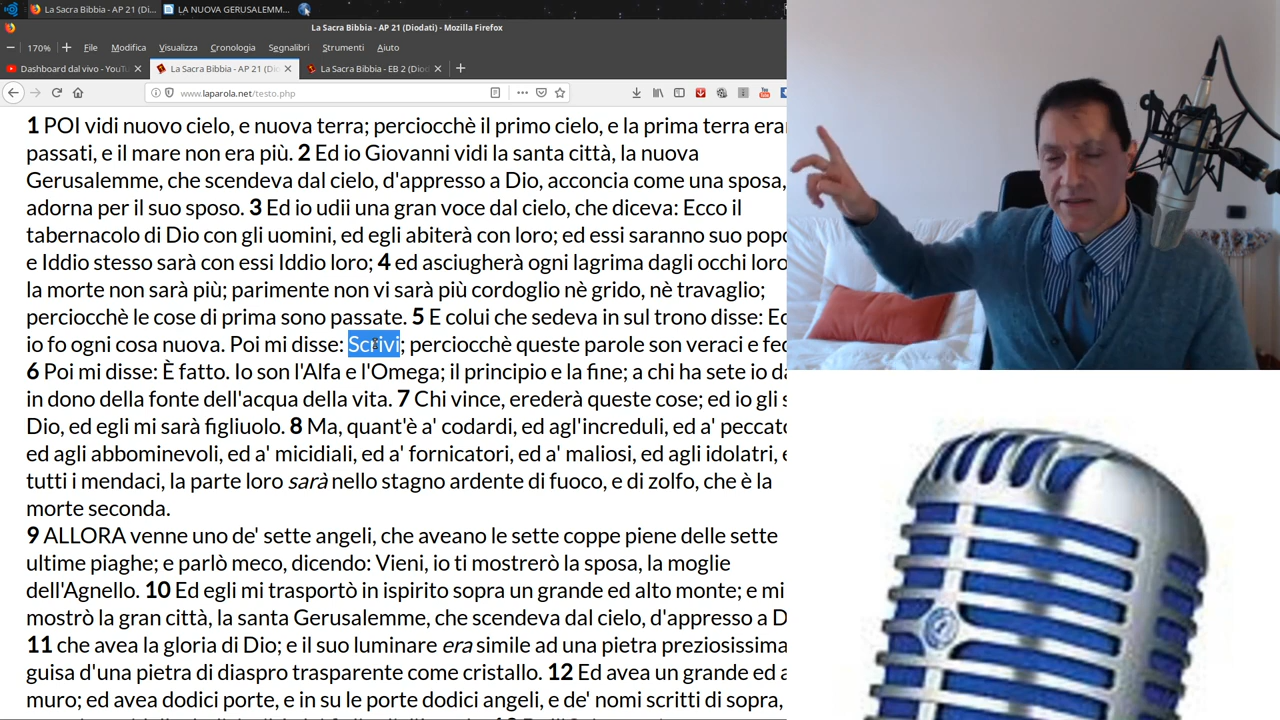 La Sacra Bibbia - AP 21 (Di...
LA NUOVA GERUSALEMM...
La Sacra Bibbia - AP 21 (Diodati) - Mozilla Firefox
170% File Modifica Visualizza Cronologia Segnalibri Strumenti Aiuto
Dashboard dal vivo - YouTu
La Sacra Bibbia - AP 21 (Dio
La Sacra Bibbia - EB 2 (Diod
www.laparola.net/testo.php
1 POI vidi nuovo cielo, e nuova terra; perciocchè il primo cielo, e la prima terra eran
passati, e il mare non era più. 2 Ed io Giovanni vidi la santa città, la nuova
Gerusalemme, che scendeva dal cielo, d'appresso a Dio, acconcia come una sposa,
adorna per il suo sposo. 3 Ed io udii una gran voce dal cielo, che diceva: Ecco il
tabernacolo di Dio con gli uomini, ed egli abiterà con loro; ed essi saranno suo popo
e Iddio stesso sarà con essi Iddio loro; 4 ed asciugherà ogni lagrima dagli occhi loro
la morte non sarà più; parimente non vi sarà più cordoglio nè grido, nè travaglio;
perciocchè le cose di prima sono passate. 5 E colui che sedeva in sul trono disse: Ec
io fo ogni cosa nuova. Poi mi disse: Scrivi; perciocchè queste parole son veraci e fed
6 Poi mi disse: È fatto. Io son l'Alfa e l'Omega; il principio e la fine; a chi ha sete io da
in dono della fonte dell'acqua della vita. 7 Chi vince, erederà queste cose; ed io gli s
Dio, ed egli mi sarà figliuolo. 8 Ma, quant'è a' codardi, ed agl'increduli, ed a' peccato
ed agli abbominevoli, ed a' micidiali, ed a' fornicatori, ed a' maliosi, ed agli idolatri, e
tutti i mendaci, la parte loro sarà nello stagno ardente di fuoco, e di zolfo, che è la
morte seconda.
9 ALLORA venne uno de' sette angeli, che aveano le sette coppe piene delle sette
ultime piaghe; e parlò meco, dicendo: Vieni, io ti mostrerò la sposa, la moglie
dell'Agnello. 10 Ed egli mi trasportò in ispirito sopra un grande ed alto monte; e mi
mostrò la gran città, la santa Gerusalemme, che scendeva dal cielo, d'appresso a D
11 che avea la gloria di Dio; e il suo luminare era simile ad una pietra preziosissima
guisa d'una pietra di diaspro trasparente come cristallo. 12 Ed avea un grande ed a
muro; ed avea dodici porte, e in su le porte dodici angeli, e de' nomi scritti di sopra,